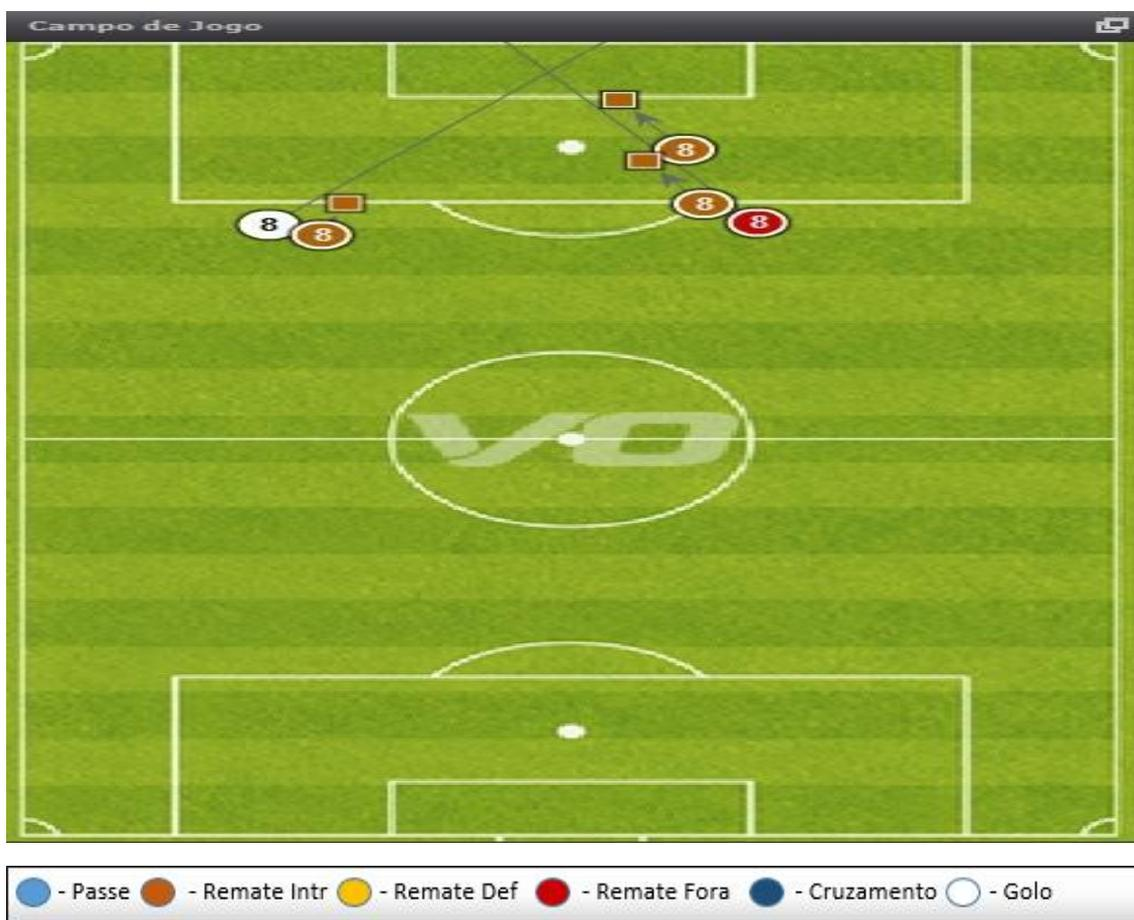 Campo de Jogo
8
8
8
8 8
8
VO
- Passe - Remate Intr - Remate Def - Remate Fora - Cruzamento - Golo